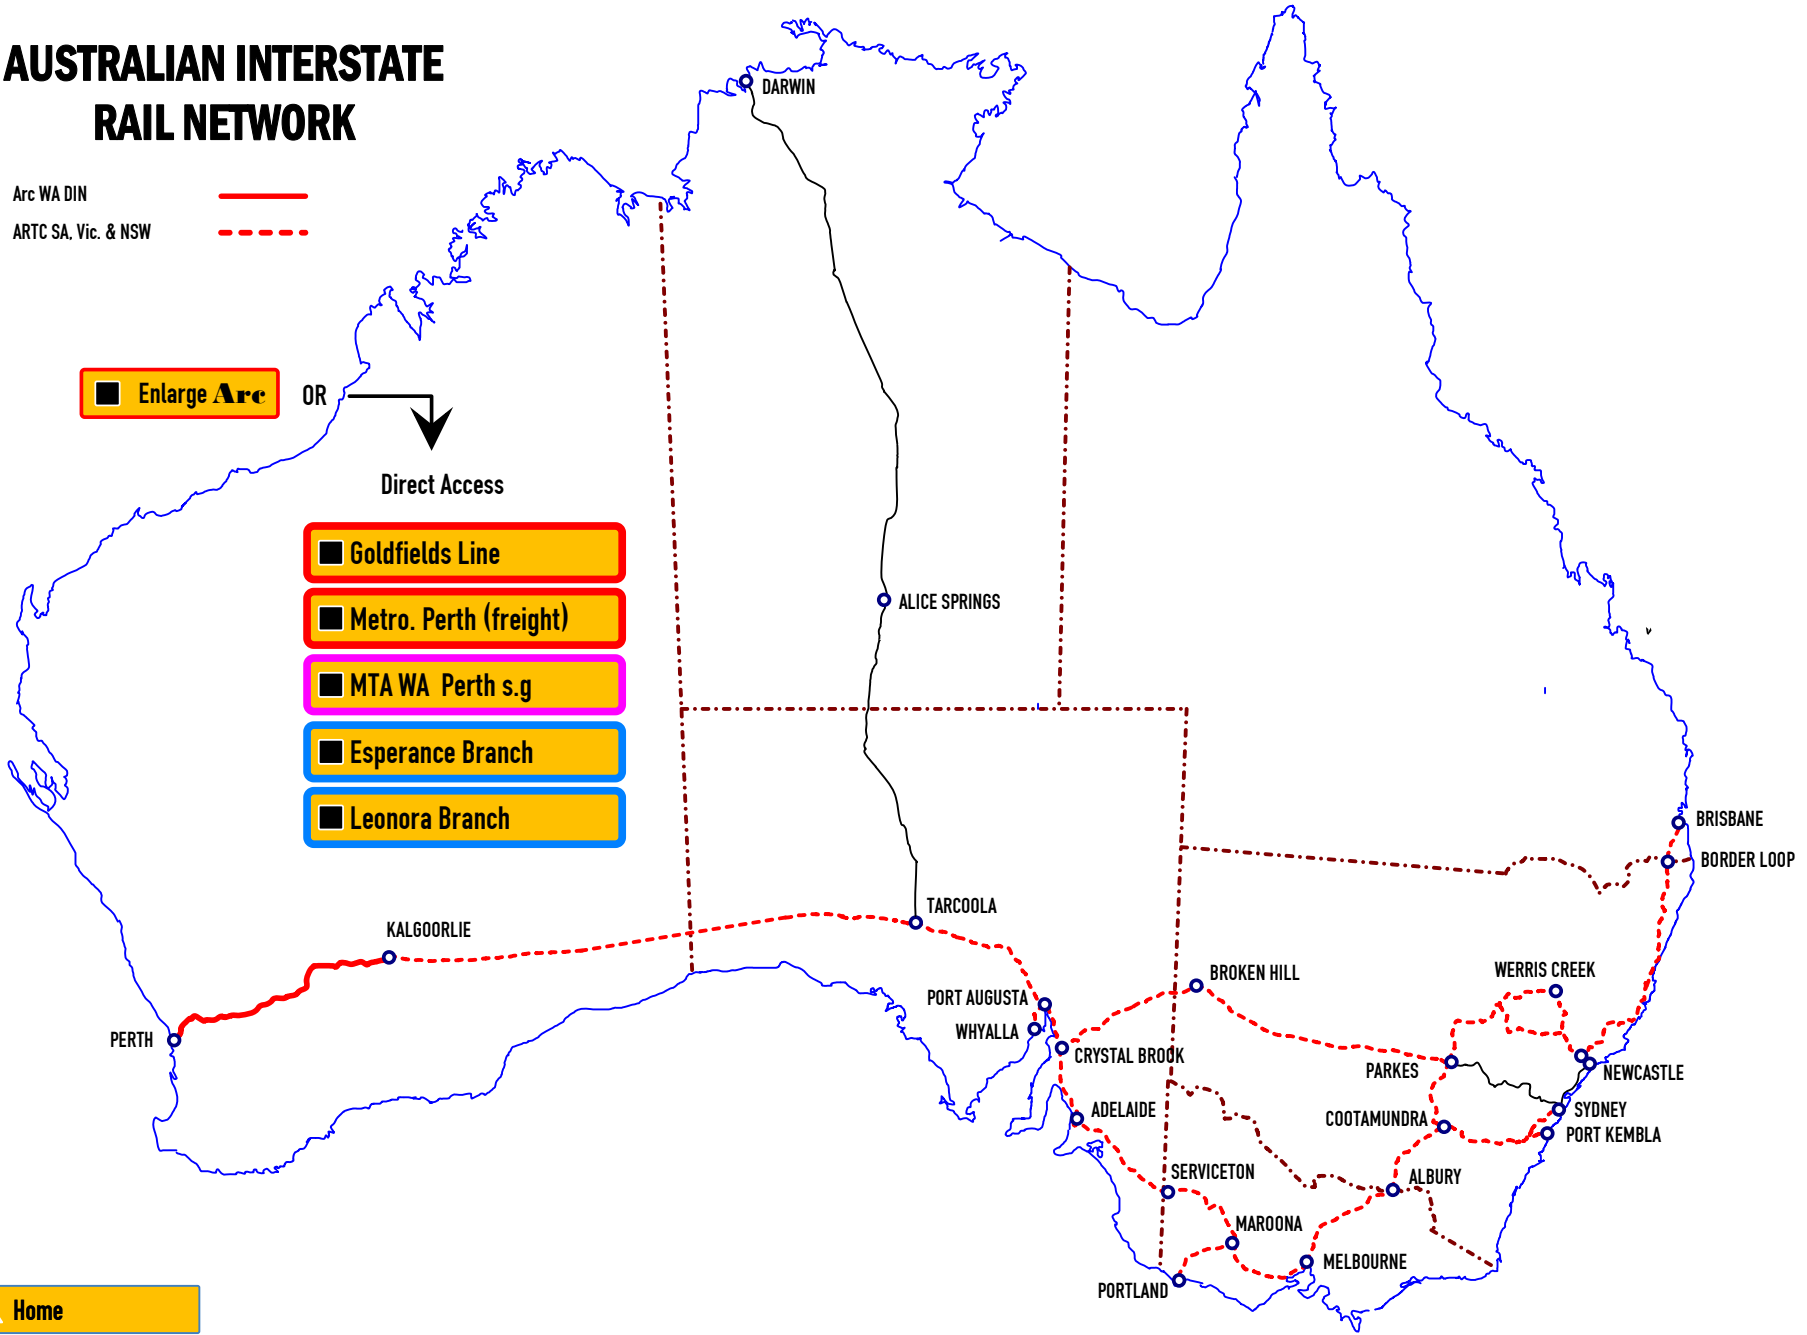 AUSTRALIAN INTERSTATE
RAIL NETWORK
Arc WA DIN
ARTC SA, Vic. & NSW
Enlarge Arc
OR
Direct Access
Goldfields Line
Metro. Perth (freight)
MTA WA Perth s.g
Esperance Branch
Leonora Branch
DARWIN
ALICE SPRINGS
BRISBANE
BORDER LOOP
TARCOOLA
KALGOORLIE
BROKEN HILL
WERRIS CREEK
PORT AUGUSTA
WHYALLA
PERTH
CRYSTAL BROOK
PARKES
NEWCASTLE
ADELAIDE
COOTAMUNDRA
SYDNEY
PORT KEMBLA
SERVICETON
ALBURY
MAROONA
MELBOURNE
PORTLAND
Home